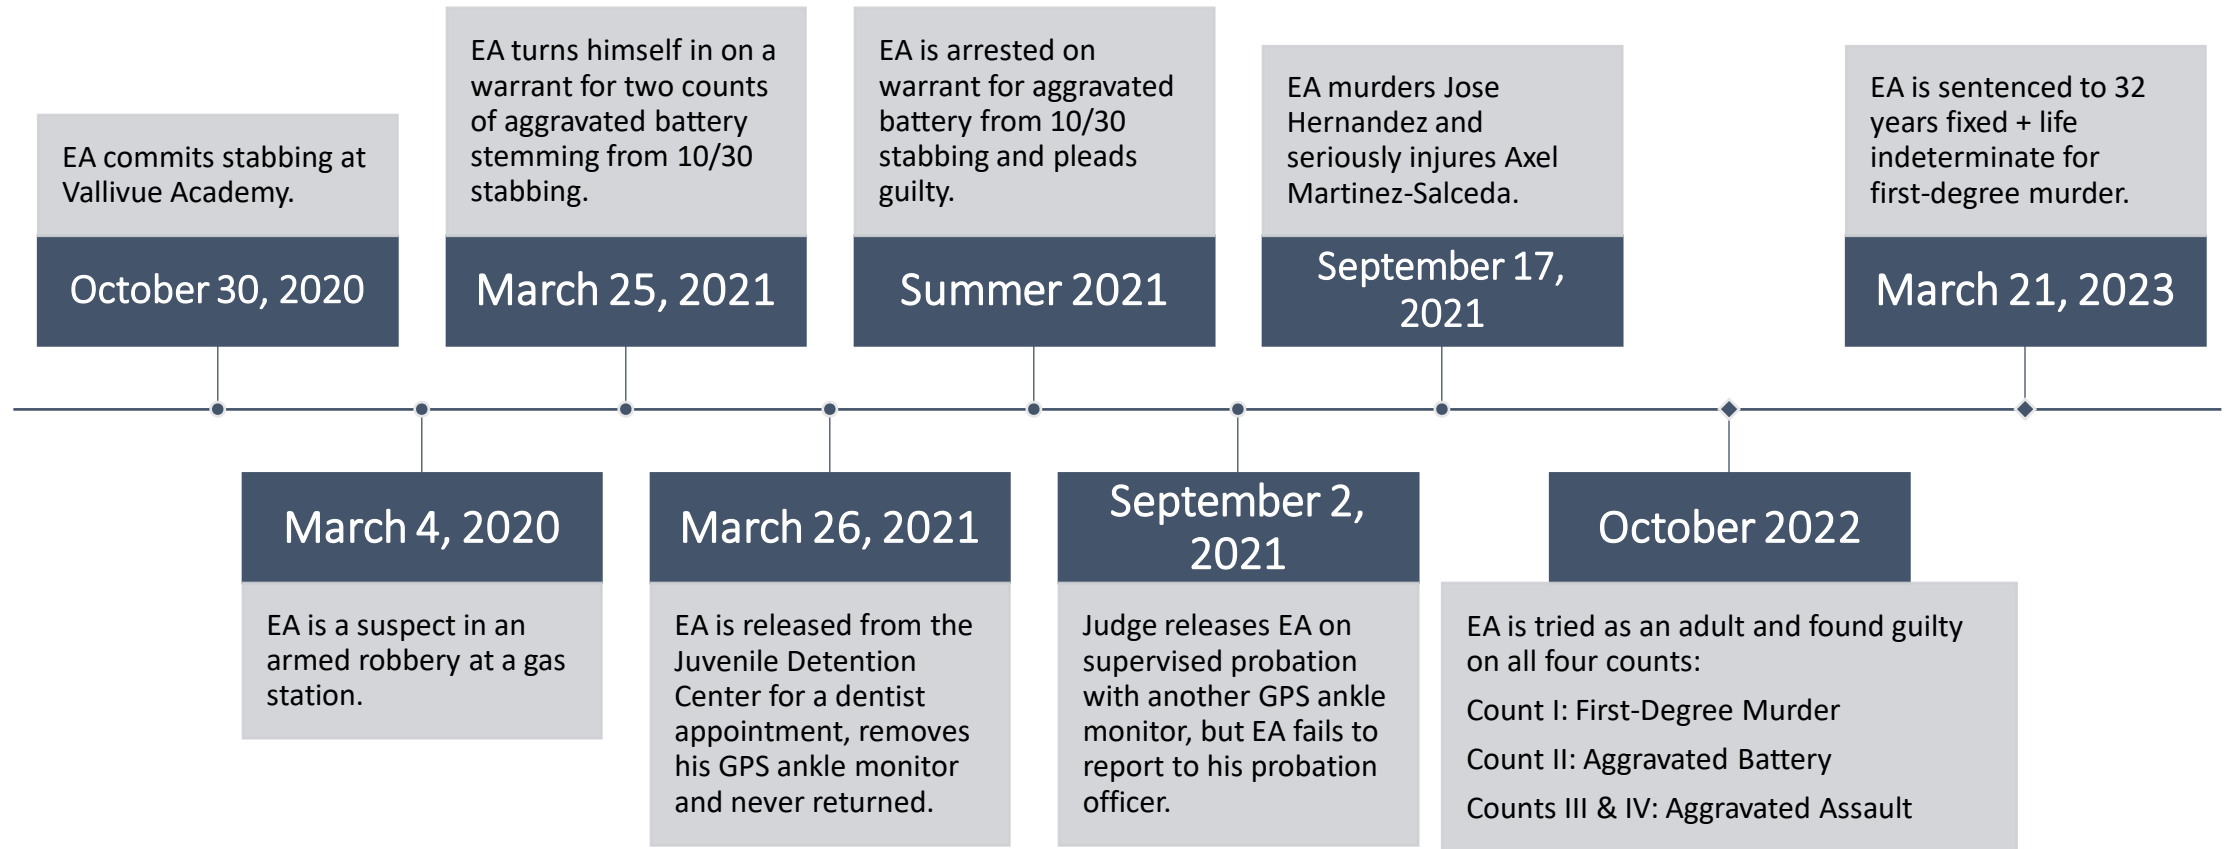 EA commits stabbing at
Vallivue Academy.
October 30, 2020
March 4, 2020
EA is a suspect in an
armed robbery at a gas
station.
EA turns himself in on a
warrant for two counts
of aggravated battery
stemming from 10/30
stabbing.
March 25, 2021
March 26, 2021
EA is released from the
Juvenile Detention
Center for a dentist
appointment, removes
his GPS ankle monitor
and never returned.
EA is arrested on
warrant for aggravated
battery from 10/30
stabbing and pleads
guilty.
Summer 2021
September 2,
2021
Judge releases EA on
supervised probation
with another GPS ankle
monitor, but EA fails to
report to his probation
officer.
EA murders Jose
Hernandez and
seriously injures Axel
Martinez-Salceda.
September 17,
2021
October 2022
EA is tried as an adult and found guilty
on all four counts:
Count I: First-Degree Murder
Count II: Aggravated Battery
Counts III & IV: Aggravated Assault
EA is sentenced to 32
years fixed + life
indeterminate for
first-degree murder.
March 21, 2023